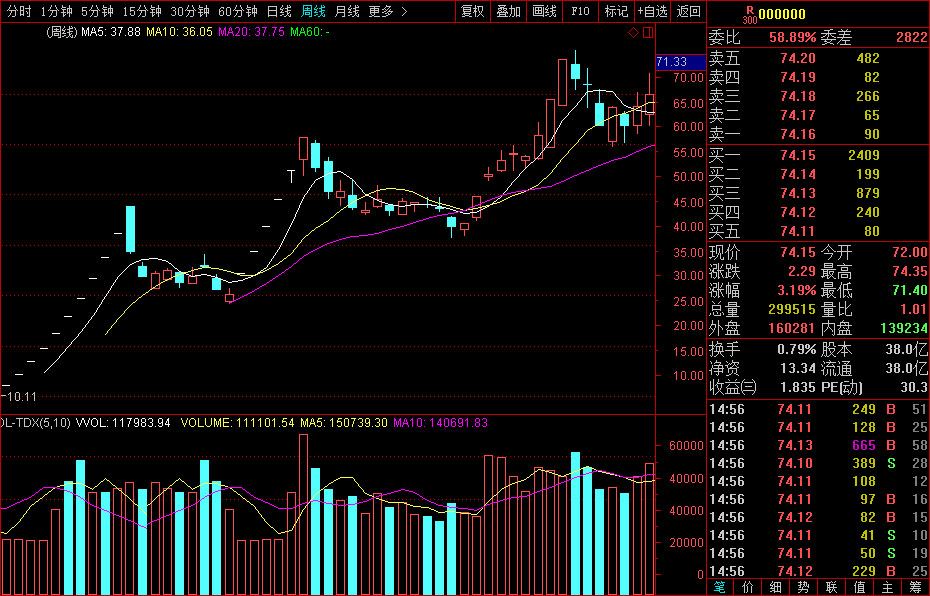 分时 1分钟 5分钟 15分钟 30分钟 60分钟 日线 周线 月线 更多 > 复权 叠加 画线 F10 标记 +自选 返回
R 300 000000
(周线) MA5: 37.88 MA10: 36.05 MA20: 37.75 MA60: -
71.33
70.00
65.00
60.00
55.00
50.00
45.00
40.00
35.00
30.00
25.00
20.00
15.00
10.00
10.11
OL-TDX(5,10) VVOL: 117983.94 VOLUME: 111101.54 MA5: 150739.30 MA10: 140691.83
60000
40000
40000
20000
0
委比 58.89% 委差 2822
卖五 74.20 482
卖四 74.19 82
卖三 74.18 266
卖二 74.17 65
卖一 74.16 90
买一 74.15 2409
买二 74.14 199
买三 74.13 879
买四 74.12 240
买五 74.11 80
现价 74.15 今开 72.00
涨跌 2.29 最高 74.35
涨幅 3.19% 最低 71.40
总量 299515 量比 1.01
外盘 160281 内盘 139234
换手 0.79% 股本 38.0亿
净资 13.34 流通 38.0亿
收益㈢ 1.835 PE(动) 30.3
14:56 74.11 249 B 51
14:56 74.11 128 B 25
14:56 74.13 665 B 58
14:56 74.10 389 S 28
14:56 74.11 108 12
14:56 74.11 97 B 16
14:56 74.12 82 B 15
14:56 74.11 41 S 10
14:56 74.11 50 S 19
14:56 74.12 229 B 25
笔 价 细 势 联 值 主 筹